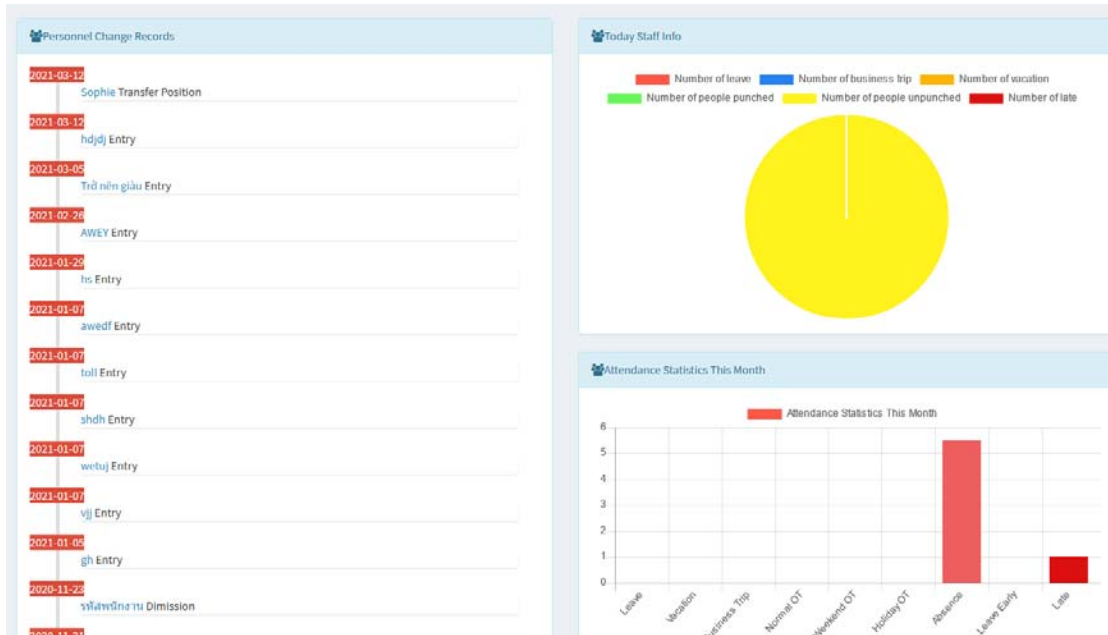 Personnel Change Records
2021-03-12
Sophie Transfer Position
2021-03-12
hdjdj Entry
2021-03-05
Trở nên giàu Entry
2021-02-26
AWEY Entry
2021-01-29
hs Entry
2021-01-07
awedf Entry
2021-01-07
toll Entry
2021-01-07
shdh Entry
2021-01-07
wetuj Entry
2021-01-07
vjj Entry
2021-01-05
gh Entry
2020-11-23
รหัสพนักงาน Dimission
Today Staff Info
Number of leave Number of business trip Number of vacation
Number of people punched Number of people unpunched Number of late
Attendance Statistics This Month
Attendance Statistics This Month
6
5
4
3
2
1
0
Leave
Vacation
usiness Trip
Normal OT
Weekend OT
Holiday OT
Absence
Leave Early
Late